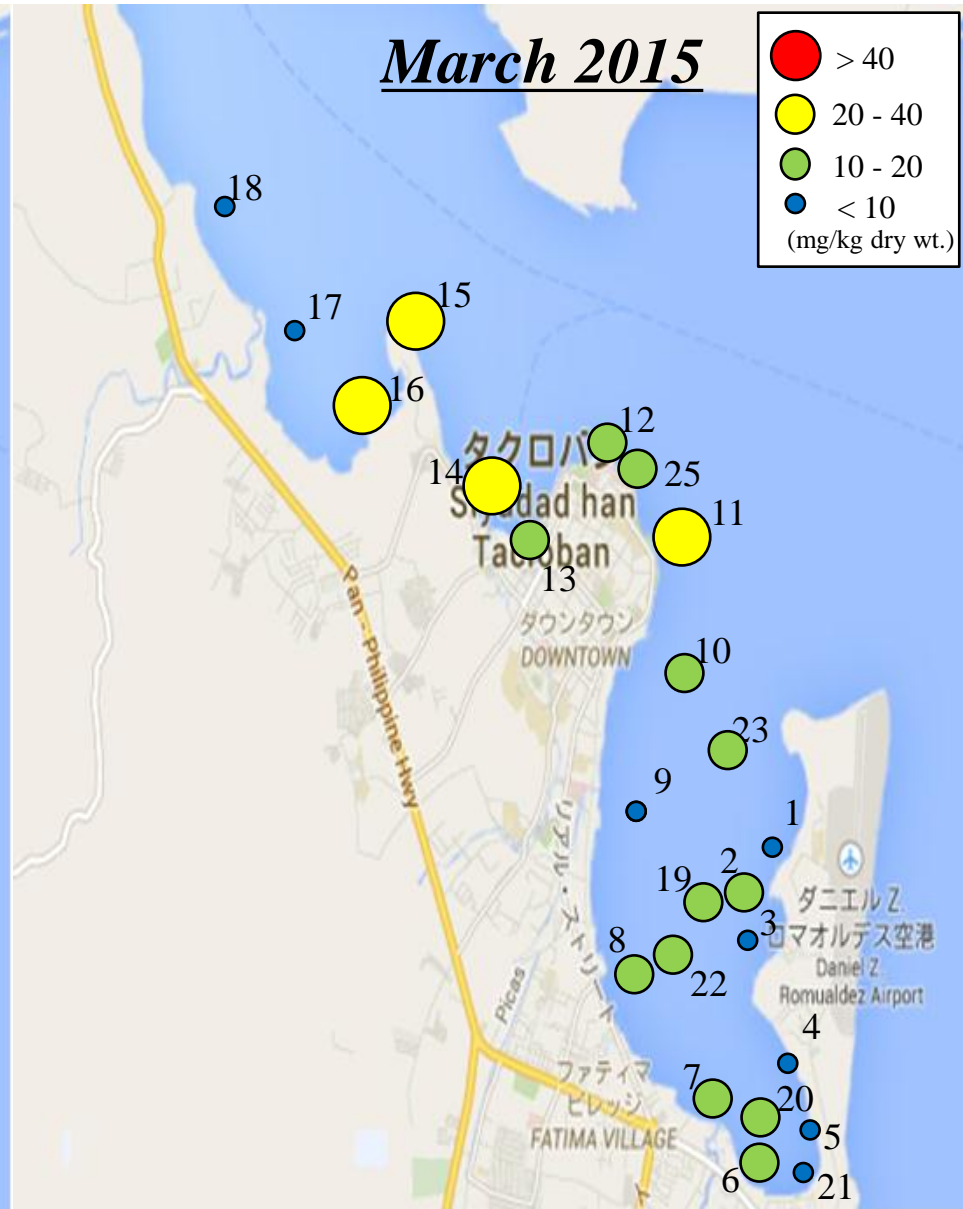 March 2015
> 40
20 - 40
10 - 20
< 10
(mg/kg dry wt.)
18
17
15
16
12
25
14
11
13
タクロバン
Siyudad han
Tacloban
ダウンタウン
DOWNTOWN
Pan - Philippine Hwy
10
23
9
1
2
19
3
8
22
リアル・ストリート
ダニエル Z.
ロマオルデス空港
Daniel Z.
Romualdez Airport
Picas
4
ファティマ
ビレッジ
FATIMA VILLAGE
7
20
5
6
21